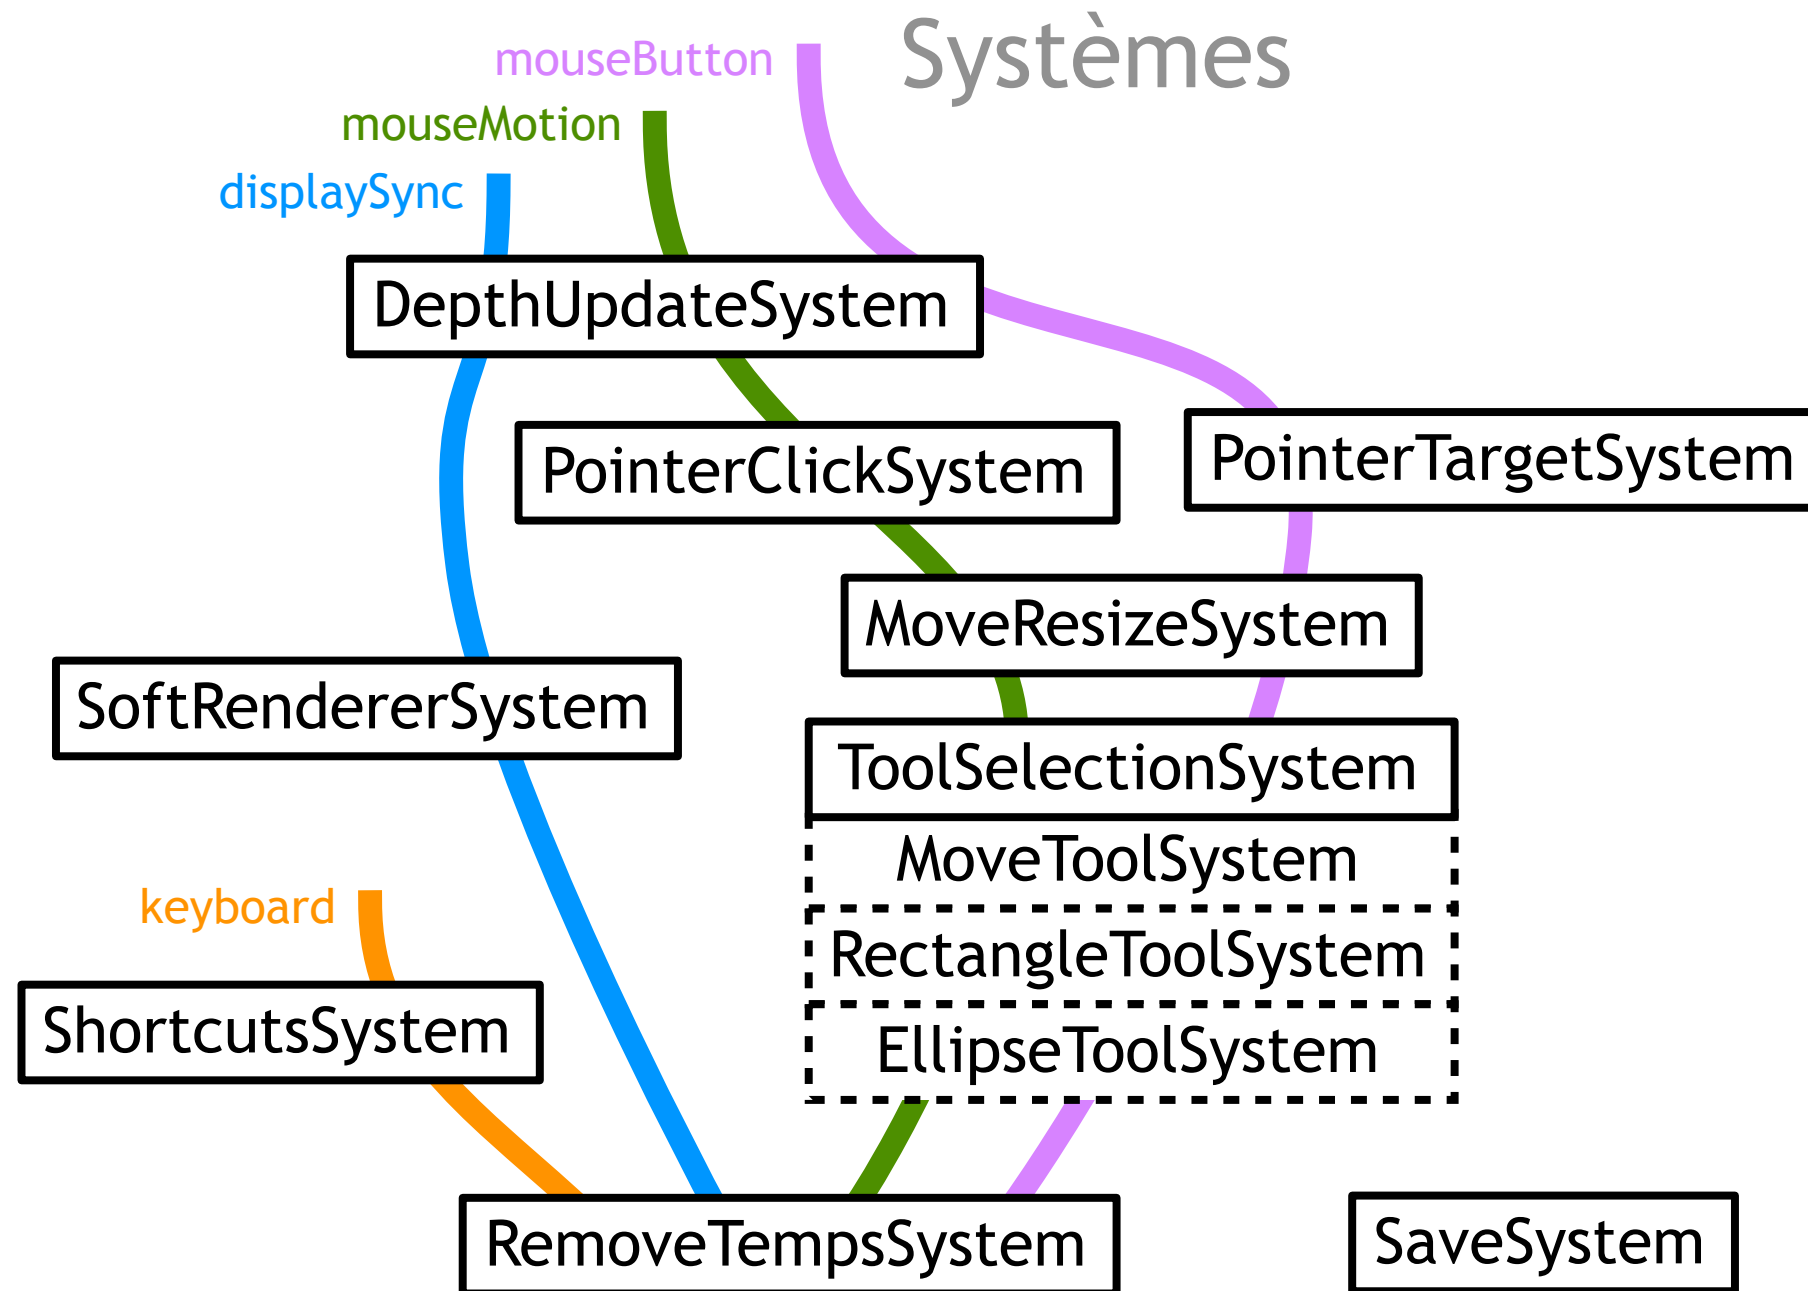 Systèmes
mouseButton
mouseMotion
displaySync
DepthUpdateSystem
PointerClickSystem
PointerTargetSystem
MoveResizeSystem
SoftRendererSystem
ToolSelectionSystem
MoveToolSystem
keyboard
RectangleToolSystem
ShortcutsSystem
EllipseToolSystem
RemoveTempsSystem
SaveSystem